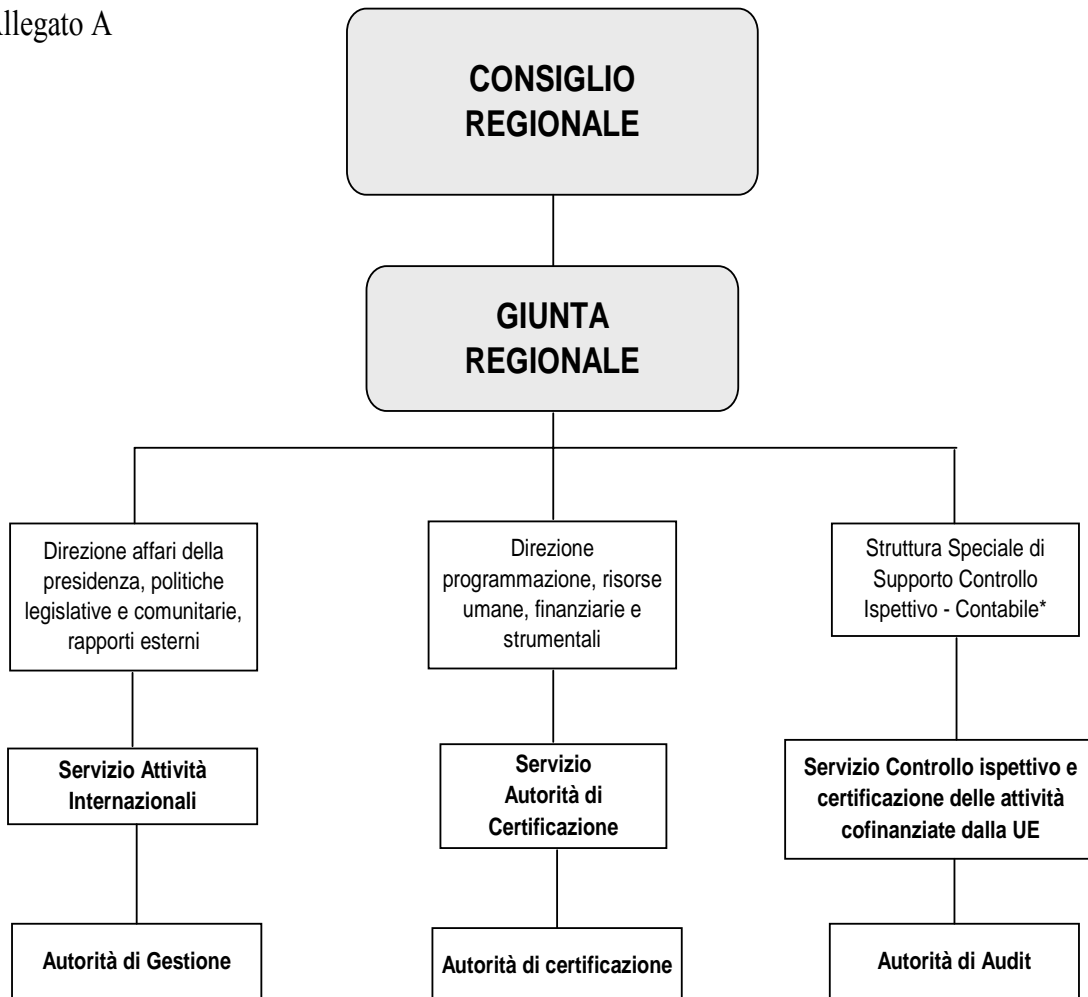 Allegato A
CONSIGLIO
REGIONALE
GIUNTA
REGIONALE
Direzione affari della
presidenza, politiche
legislative e comunitarie,
rapporti esterni
Direzione
programmazione, risorse
umane, finanziarie e
strumentali
Struttura Speciale di
Supporto Controllo
Ispettivo - Contabile*
Servizio Attività
Internazionali
Servizio
Autorità di
Certificazione
Servizio Controllo ispettivo e
certificazione delle attività
cofinanziate dalla UE
Autorità di Gestione
Autorità di certificazione
Autorità di Audit